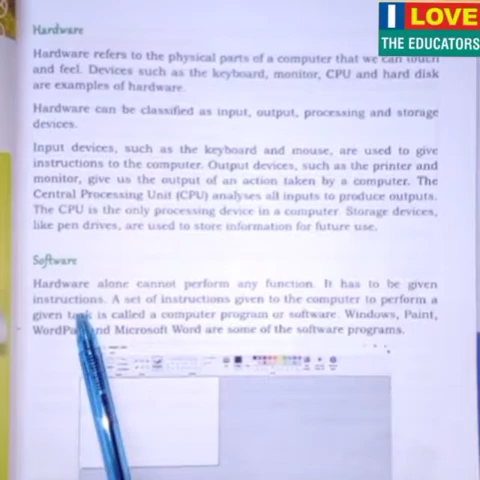 I LOVE
THE EDUCATORS
Hardware
Hardware refers to the physical parts of a computer that we can touch
and feel. Devices such as the keyboard, monitor, CPU and hard disk
are examples of hardware.
Hardware can be classified as input, output, processing and storage
devices.
Input devices, such as the keyboard and mouse, are used to give
instructions to the computer. Output devices, such as the printer and
monitor, give us the output of an action taken by a computer. The
Central Processing Unit (CPU) analyses all inputs to produce outputs.
The CPU is the only processing device in a computer. Storage devices,
like pen drives, are used to store information for future use.
Software
Hardware alone cannot perform any function. It has to be given
instructions. A set of instructions given to the computer to perform a
given task is called a computer program or software. Windows, Paint,
and Microsoft Word are some of the software programs.